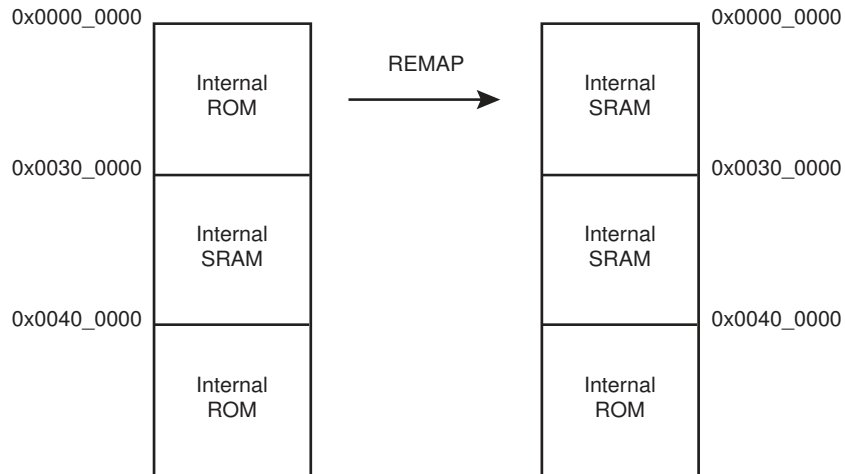 0x0000_0000
Internal
ROM
REMAP
Internal
SRAM
0x0000_0000
0x0030_0000
Internal
SRAM
Internal
SRAM
0x0030_0000
0x0040_0000
Internal
ROM
Internal
ROM
0x0040_0000